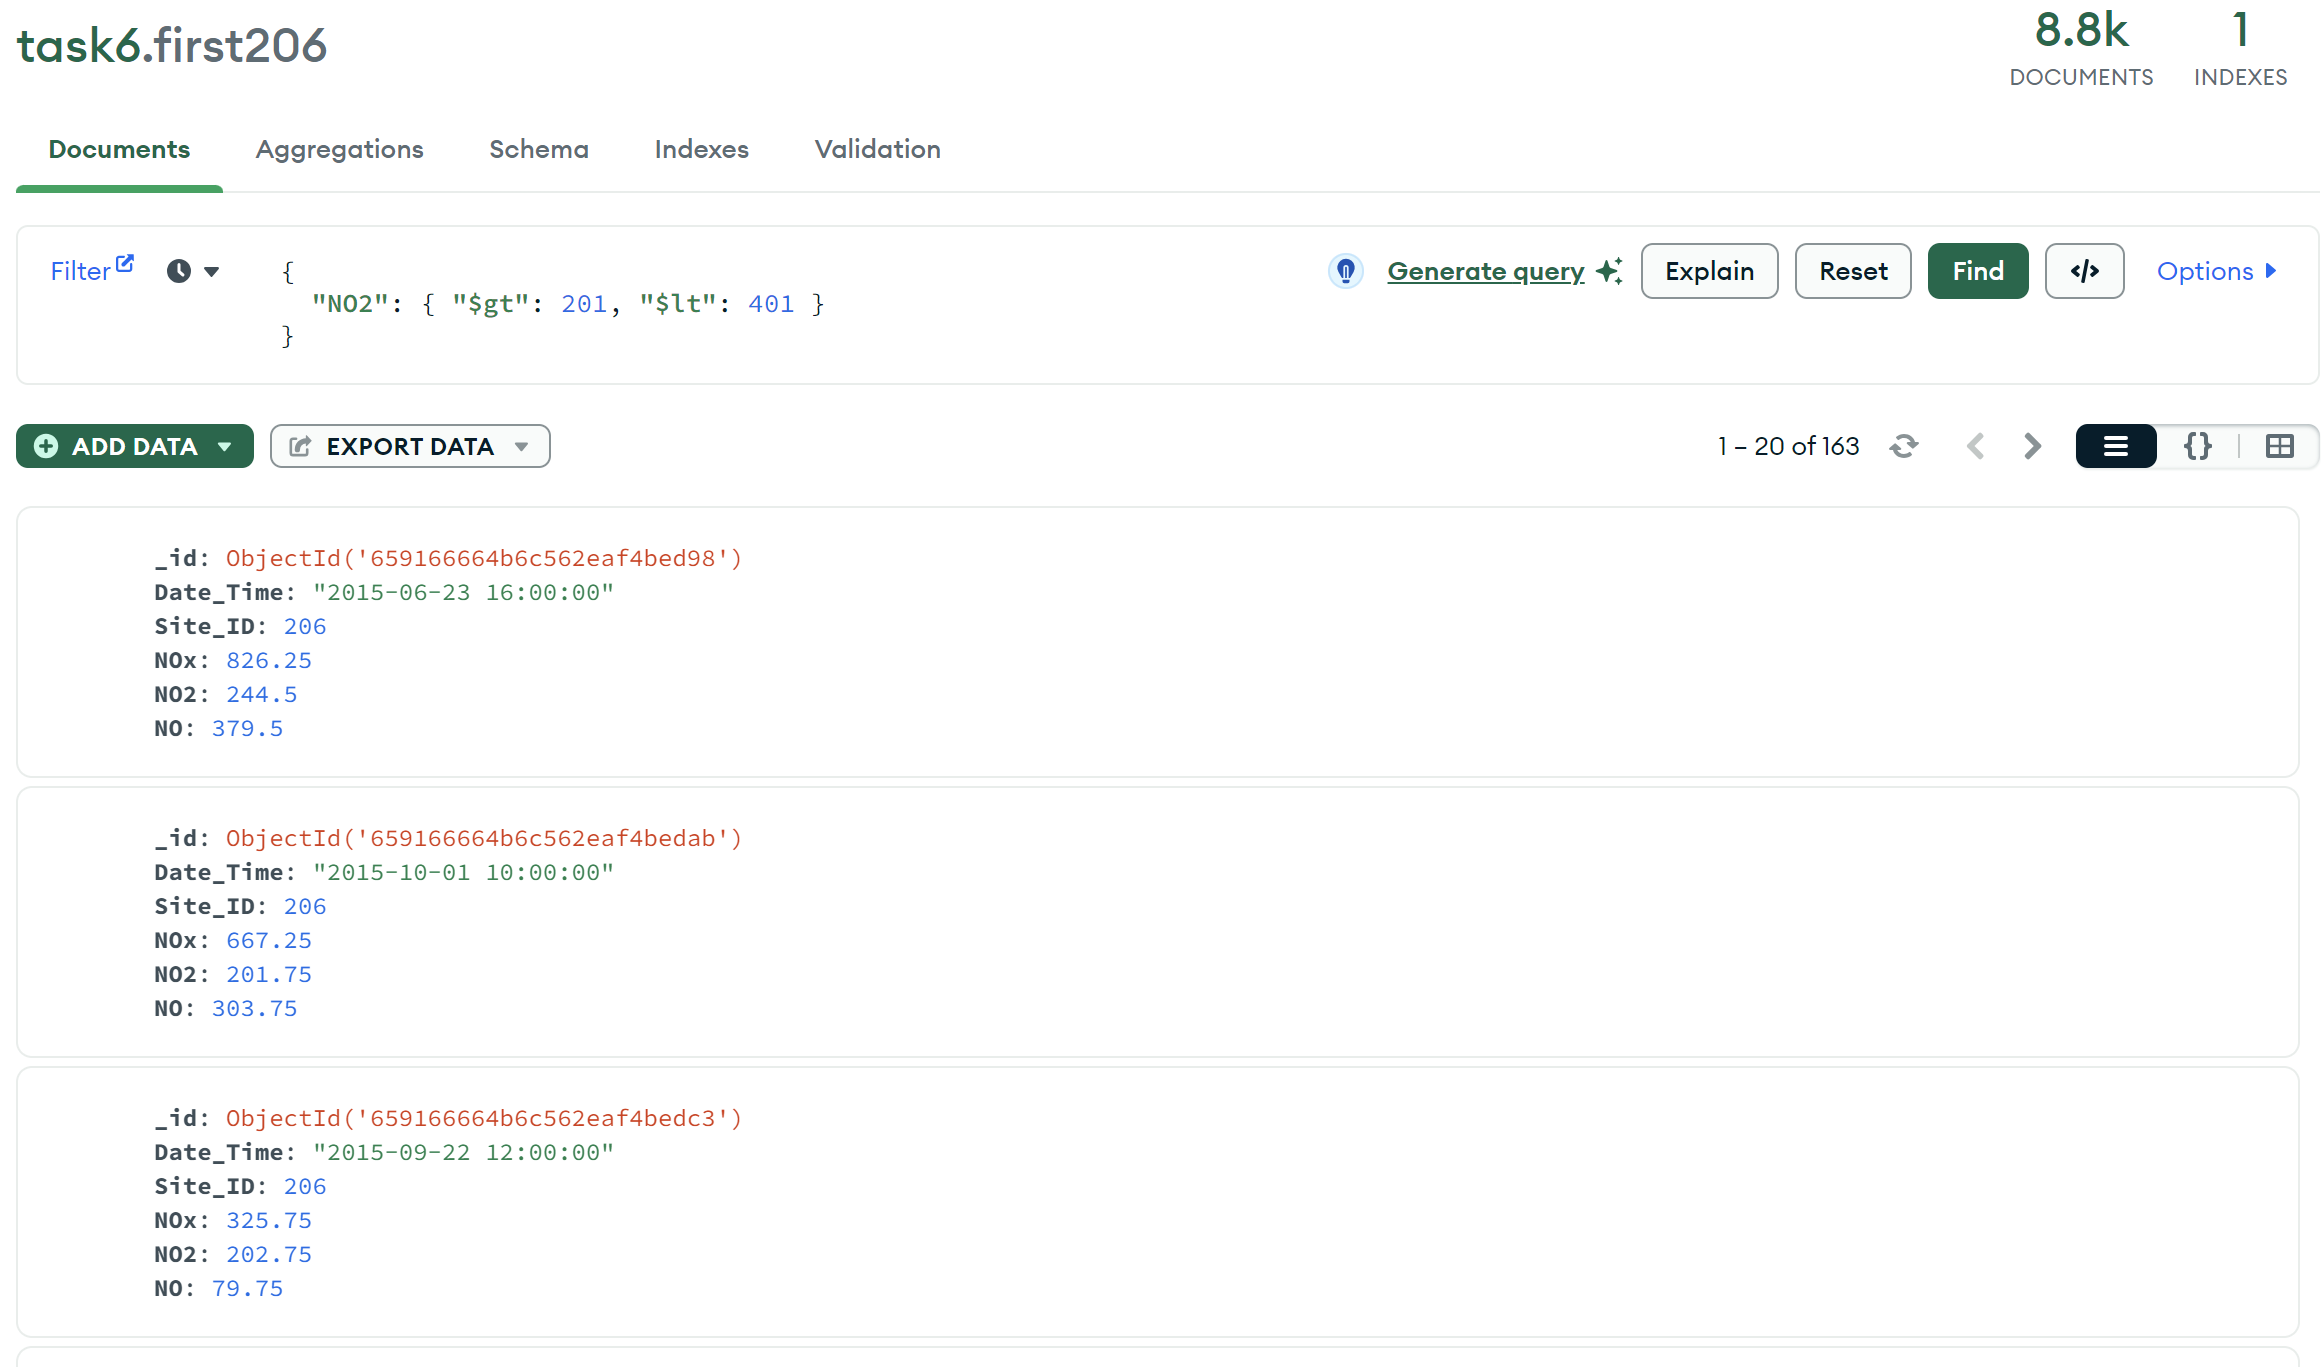 task6.first206
8.8k
DOCUMENTS
1
INDEXES
Documents Aggregations Schema Indexes Validation
Filter
{
"NO2": { "$gt": 201, "$lt": 401 }
}
Generate query Explain Reset Find </> Options
ADD DATA EXPORT DATA 1 – 20 of 163 {}
_id: ObjectId('659166664b6c562eaf4bed98')
Date_Time: "2015-06-23 16:00:00"
Site_ID: 206
NOx: 826.25
NO2: 244.5
NO: 379.5
_id: ObjectId('659166664b6c562eaf4bedab')
Date_Time: "2015-10-01 10:00:00"
Site_ID: 206
NOx: 667.25
NO2: 201.75
NO: 303.75
_id: ObjectId('659166664b6c562eaf4bedc3')
Date_Time: "2015-09-22 12:00:00"
Site_ID: 206
NOx: 325.75
NO2: 202.75
NO: 79.75